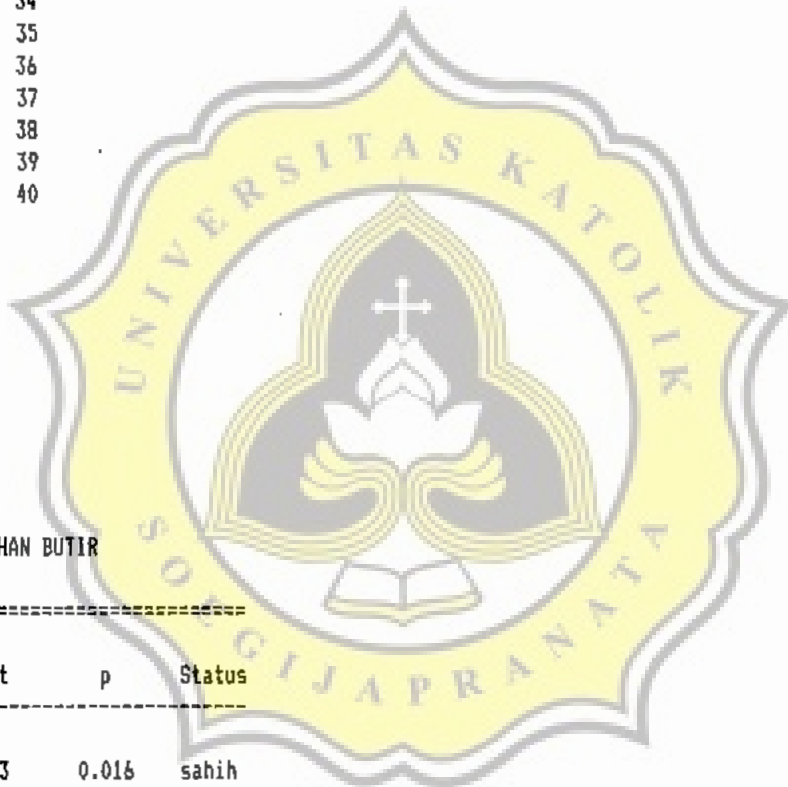 34
35
36
37
38
39
40
UNIVERSITAS KATOLIK
SOEGIJAPRANATA
HAN BUTIR
t p Status
3 0.016 sahih